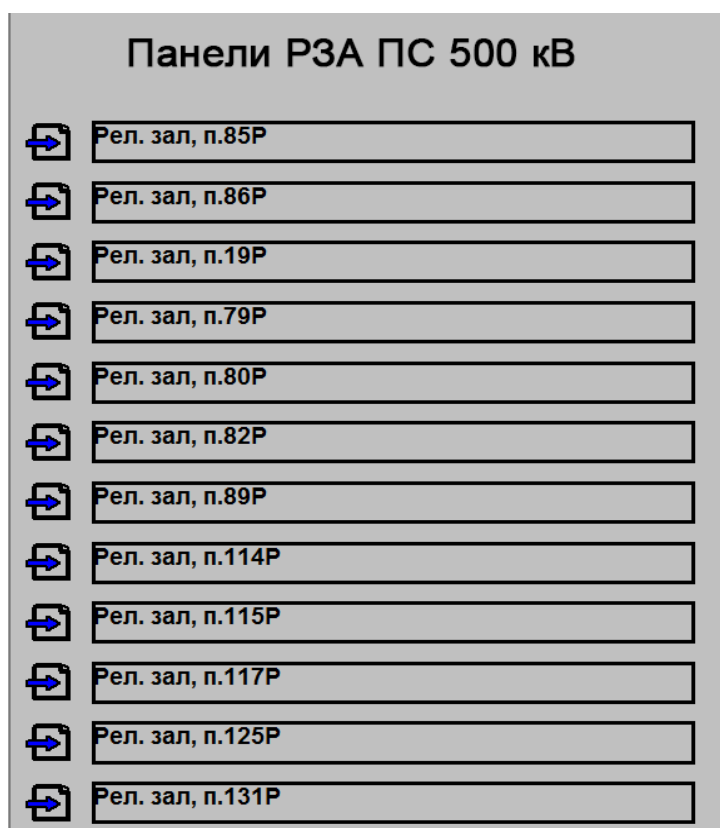 Панели РЗА ПС 500 кВ
Рел. зал, п.85Р
Рел. зал, п.86Р
Рел. зал, п.19Р
Рел. зал, п.79Р
Рел. зал, п.80Р
Рел. зал, п.82Р
Рел. зал, п.89Р
Рел. зал, п.114Р
Рел. зал, п.115Р
Рел. зал, п.117Р
Рел. зал, п.125Р
Рел. зал, п.131Р